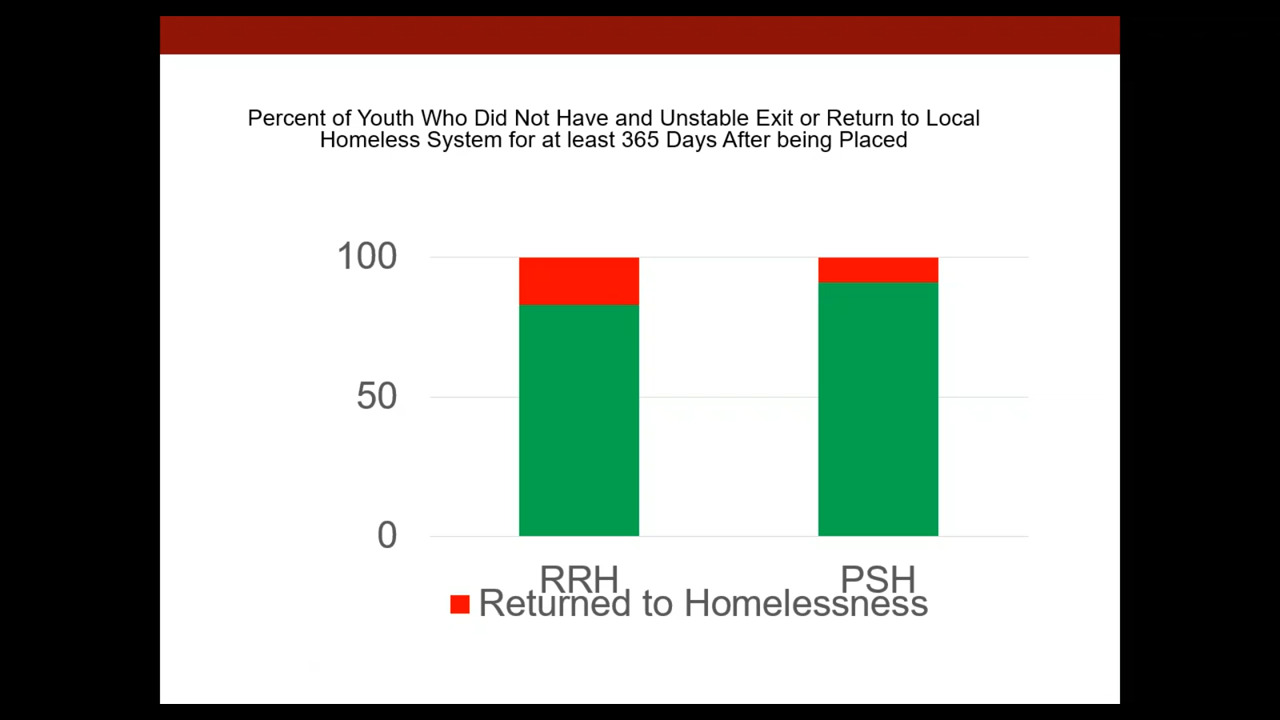 Percent of Youth Who Did Not Have and Unstable Exit or Return to Local
Homeless System for at least 365 Days After being Placed
100
50
0
RRH PSH
Returned to Homelessness